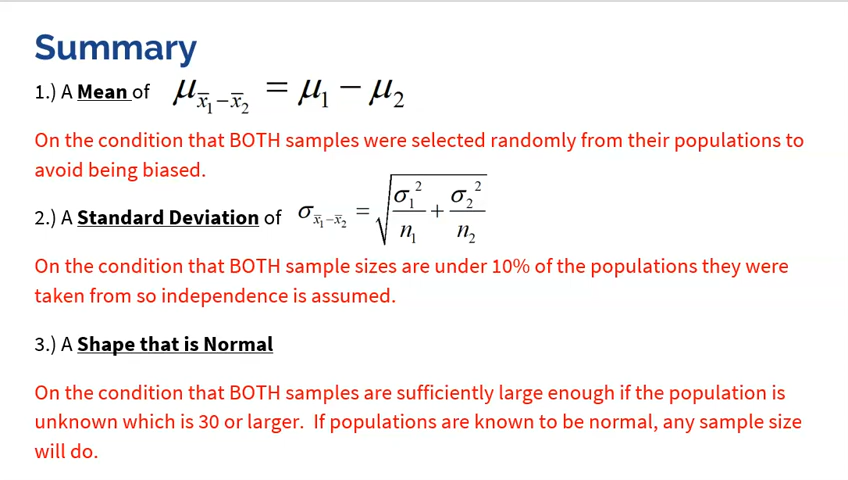 Summary
1.) A Mean of μx̄₁−x̄₂ = μ₁ − μ₂
On the condition that BOTH samples were selected randomly from their populations to
avoid being biased.
2.) A Standard Deviation of σx̄₁−x̄₂ = √(σ₁²/n₁ + σ₂²/n₂)
On the condition that BOTH sample sizes are under 10% of the populations they were
taken from so independence is assumed.
3.) A Shape that is Normal
On the condition that BOTH samples are sufficiently large enough if the population is
unknown which is 30 or larger. If populations are known to be normal, any sample size
will do.